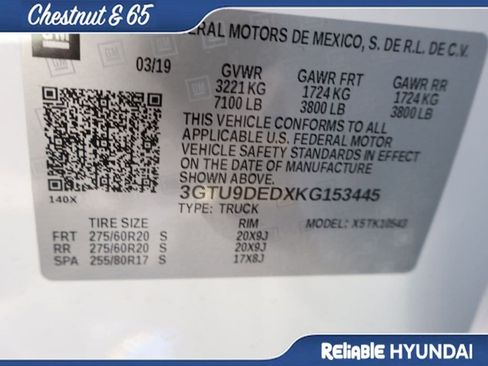 Chestnut & 65
GM
ERAL MOTORS DE MEXICO, S. DE R.L. DE C.V.
03/19 GVWR GAWR FRT GAWR RR
3221 KG 1724 KG 1724 KG
7100 LB 3800 LB 3800 LB
THIS VEHICLE CONFORMS TO ALL
APPLICABLE U.S. FEDERAL MOTOR
VEHICLE SAFETY STANDARDS IN EFFECT
ON THE DATE OF MANUFACTURE SHOWN ABOVE.
3GTU9DEDXKG153445
140X TYPE: TRUCK MODEL: X5TK10543
TIRE SIZE RIM
FRT 275/60R20 S 20X9J
RR 275/60R20 S 20X9J
SPA 255/80R17 S 17X8J
RELIABLE HYUNDAI